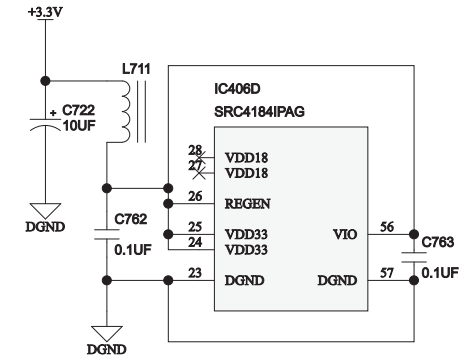 +3.3V
L711
IC406D
SRC4184IPAG
+ C722
10UF
28 VDD18
27 VDD18
26 REGEN
C762
0.1UF
25 VDD33
24 VDD33
VIO 56
C763
0.1UF
23 DGND
DGND 57
DGND
DGND